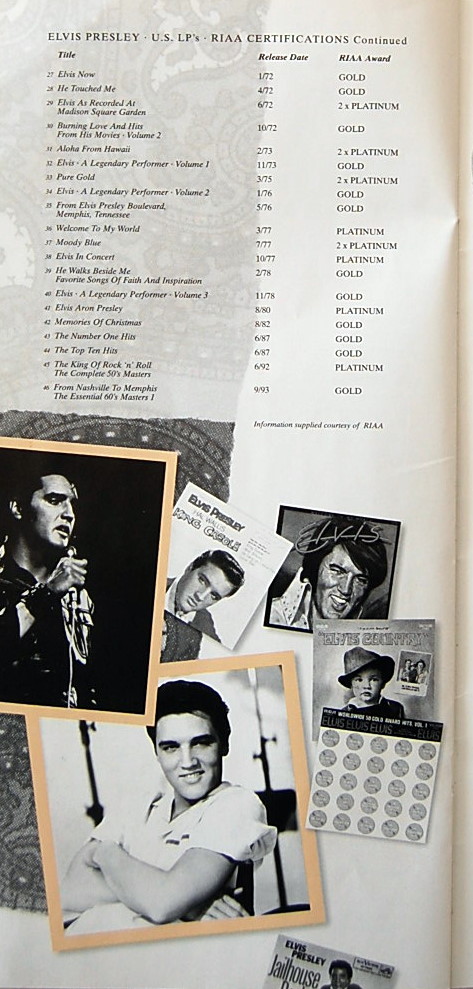 ELVIS PRESLEY · U.S. LP's · RIAA CERTIFICATIONS Continued
Title Release Date RIAA Award
27 Elvis Now 1/72 GOLD
28 He Touched Me 4/72 GOLD
29 Elvis As Recorded At 6/72 2 x PLATINUM
Madison Square Garden
30 Burning Love And Hits 10/72 GOLD
From His Movies · Volume 2
31 Aloha From Hawaii 2/73 2 x PLATINUM
32 Elvis · A Legendary Performer · Volume 1 11/73 GOLD
33 Pure Gold 3/75 2 x PLATINUM
34 Elvis · A Legendary Performer · Volume 2 1/76 GOLD
35 From Elvis Presley Boulevard, 5/76 GOLD
Memphis, Tennessee
36 Welcome To My World 3/77 PLATINUM
37 Moody Blue 7/77 2 x PLATINUM
38 Elvis In Concert 10/77 PLATINUM
39 He Walks Beside Me 2/78 GOLD
Favorite Songs Of Faith And Inspiration
40 Elvis · A Legendary Performer · Volume 3 11/78 GOLD
41 Elvis Aron Presley 8/80 PLATINUM
42 Memories Of Christmas 8/82 GOLD
43 The Number One Hits 6/87 GOLD
44 The Top Ten Hits 6/87 GOLD
45 The King Of Rock 'n' Roll 6/92 PLATINUM
The Complete 50's Masters
46 From Nashville To Memphis 9/93 GOLD
The Essential 60's Masters I
Information supplied courtesy of RIAA
ELVIS PRESLEY
HAL WALLIS
KING CREOLE
ELVIS
"ELVIS COUNTRY"
WORLDWIDE 50 GOLD AWARD HITS, VOL. 1
ELVIS ELVIS ELVIS ELVIS
ELVIS
PRESLEY
Jailhouse